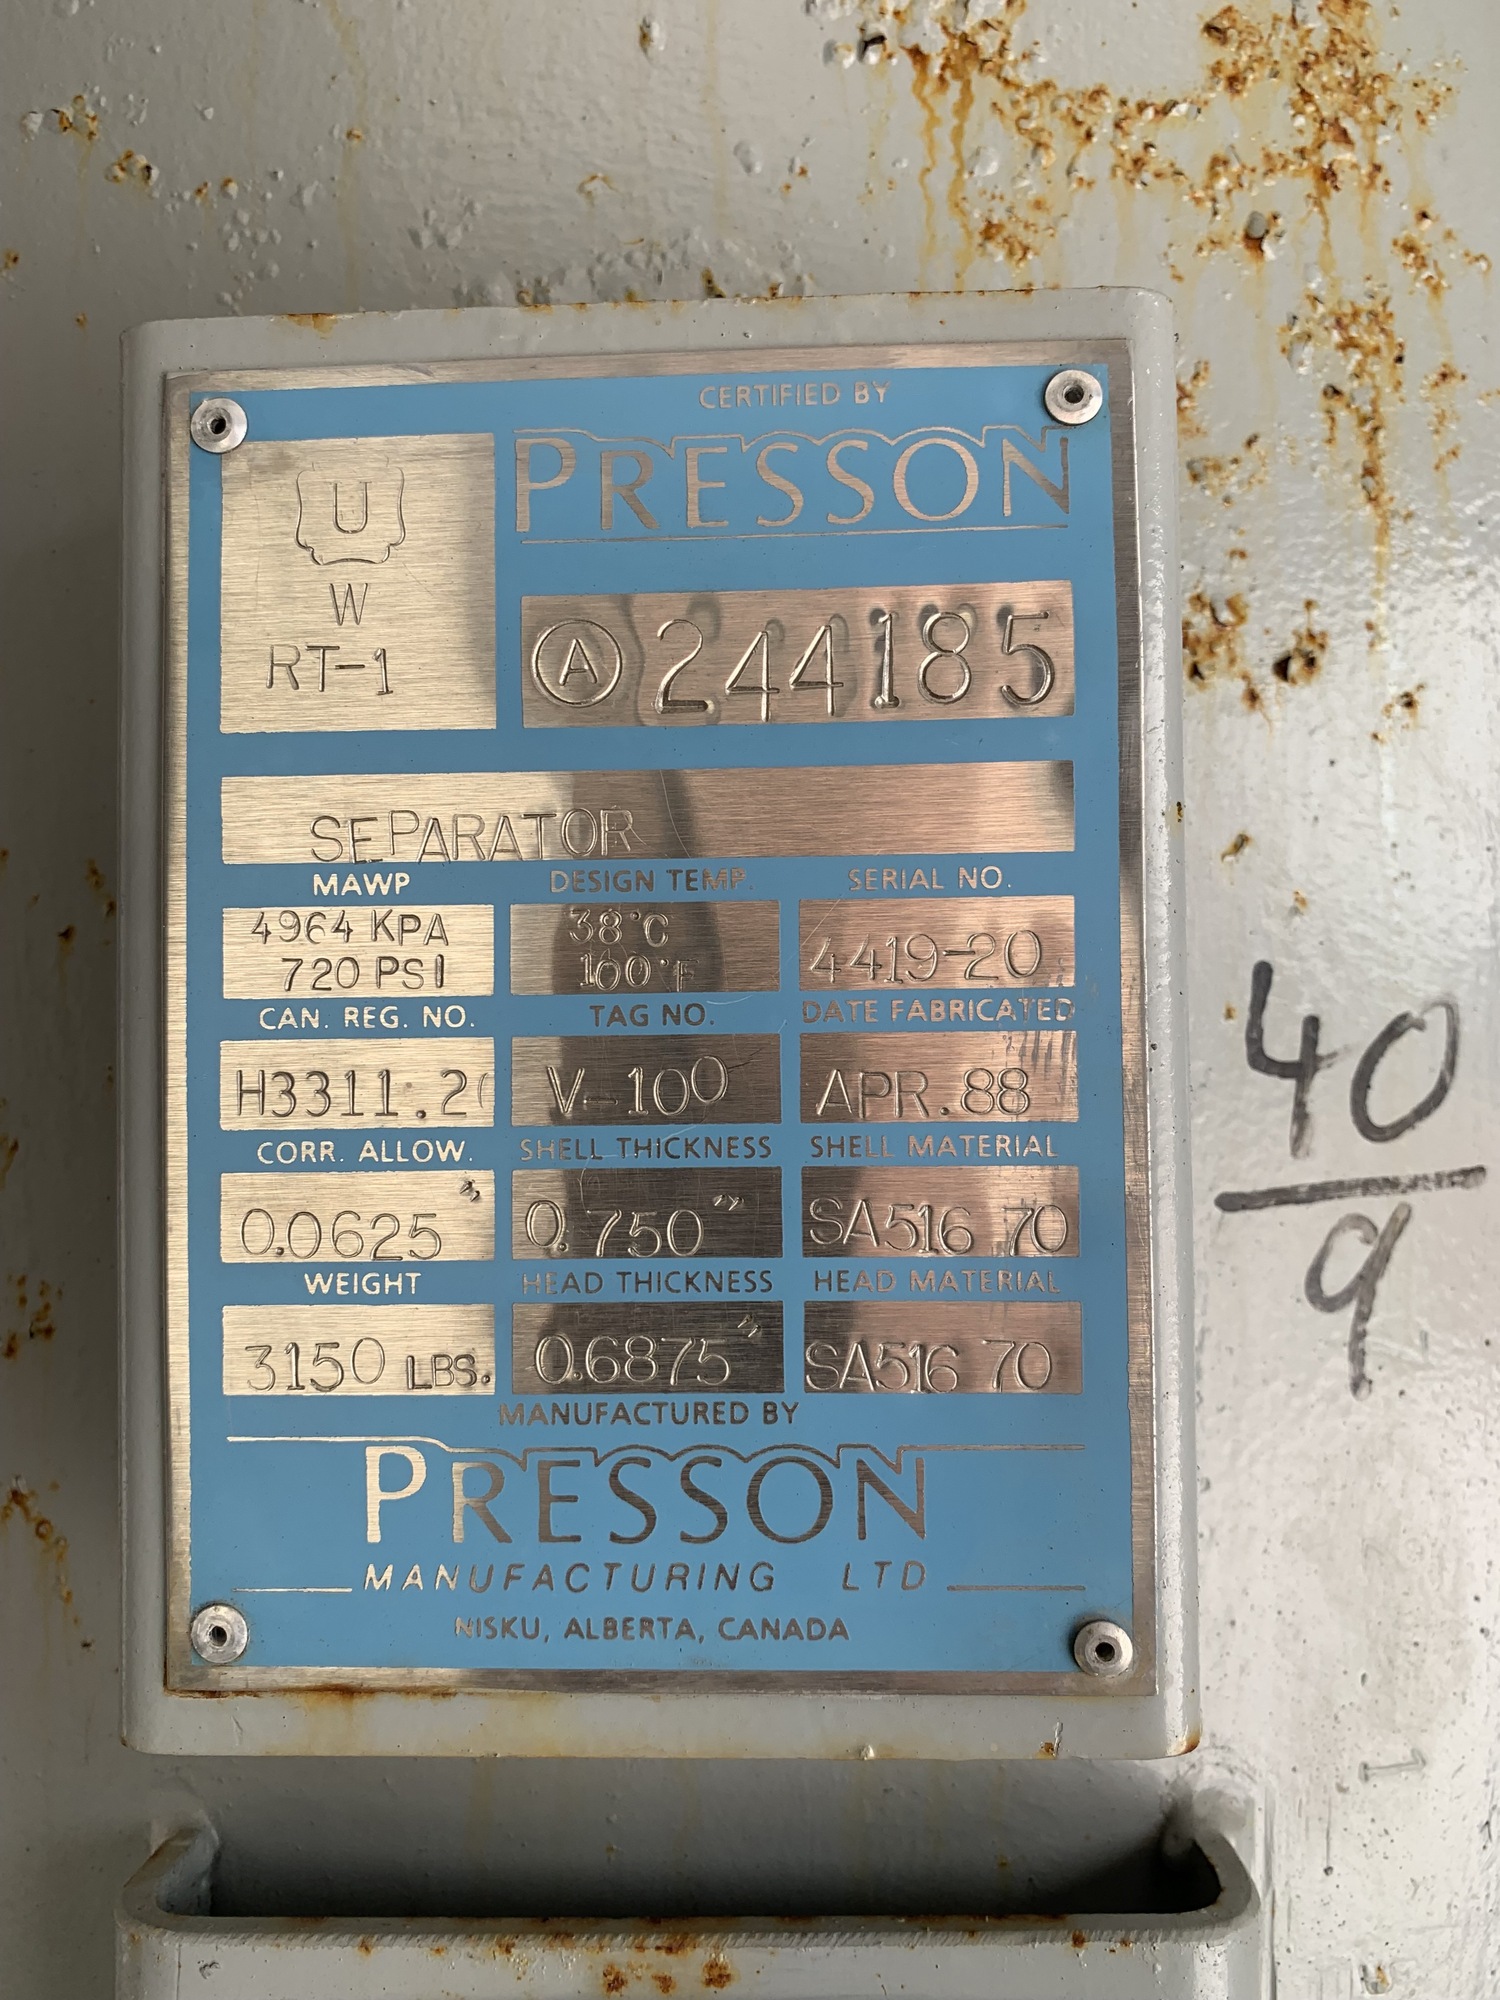 CERTIFIED BY
PRESSON
U
W
RT-1
A 244185
SEPARATOR
MAWP DESIGN TEMP. SERIAL NO.
4964 KPA 38°C 4419-20
720 PSI 100°F
CAN. REG. NO. TAG NO. DATE FABRICATED
H3311.2 V-100 APR.88
CORR. ALLOW. SHELL THICKNESS SHELL MATERIAL
0.0625" 0.750" SA516 70
WEIGHT HEAD THICKNESS HEAD MATERIAL
3150 LBS. 0.6875" SA516 70
MANUFACTURED BY
PRESSON
MANUFACTURING LTD
NISKU, ALBERTA, CANADA
40
9
1